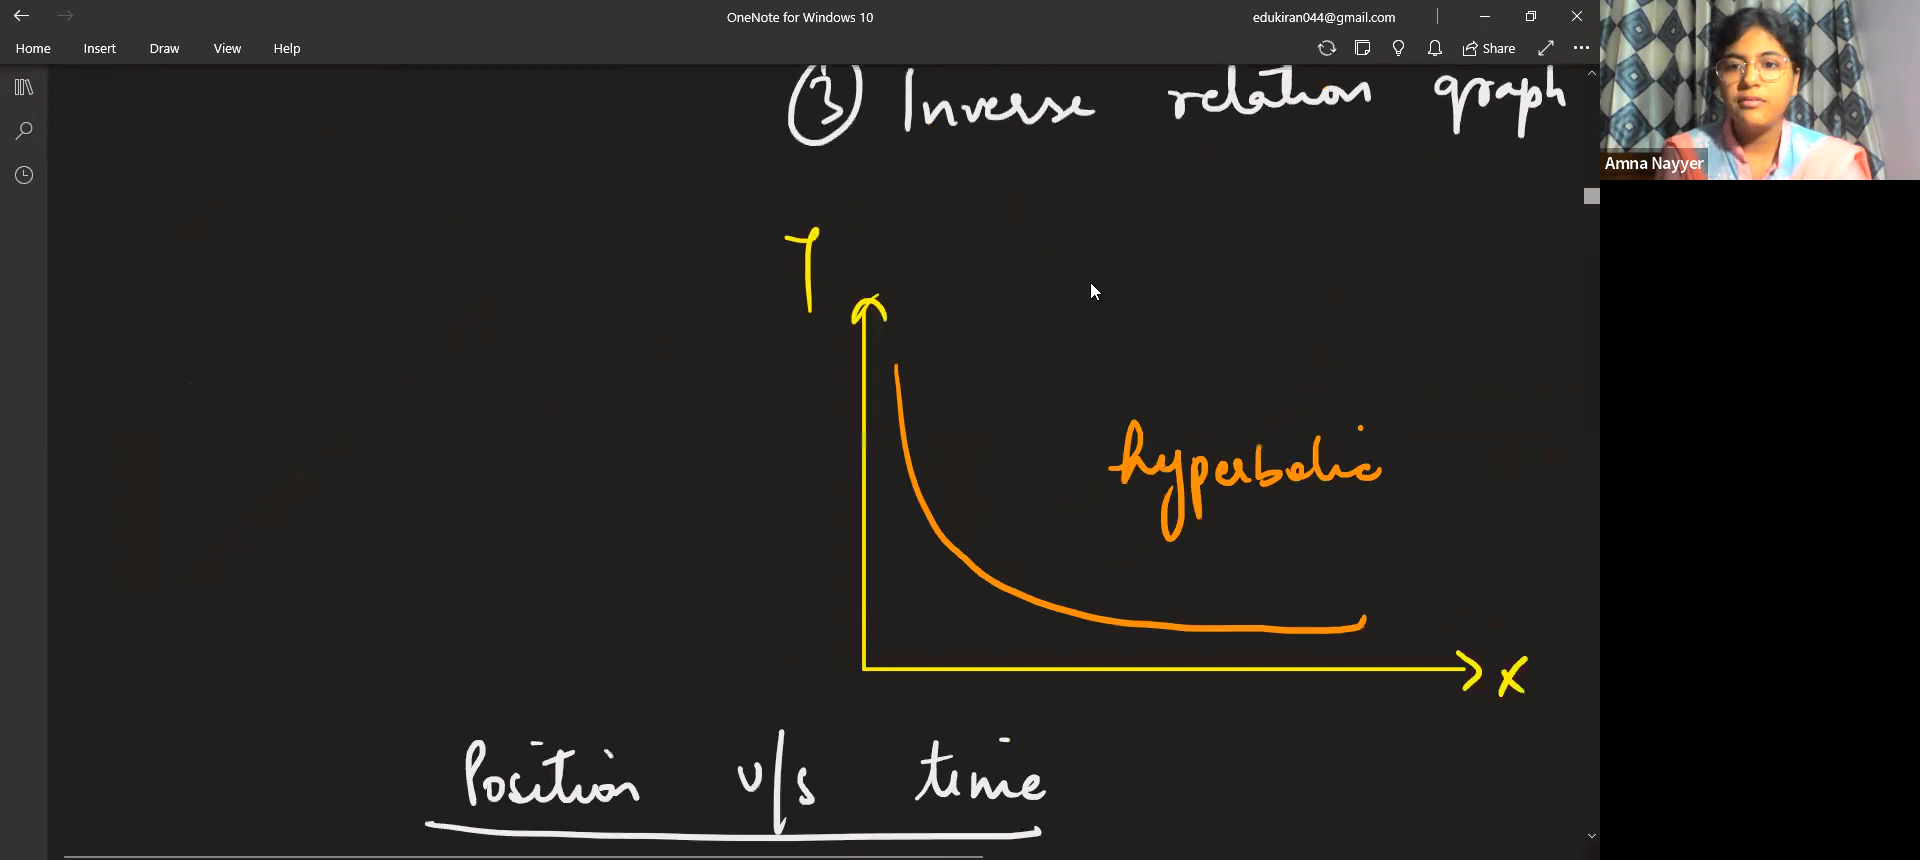 OneNote for Windows 10
edukiran044@gmail.com
Home Insert Draw View Help
Share
③ Inverse relation graph
Amna Nayyer
Y
hyperbolic
X
Position v/s time